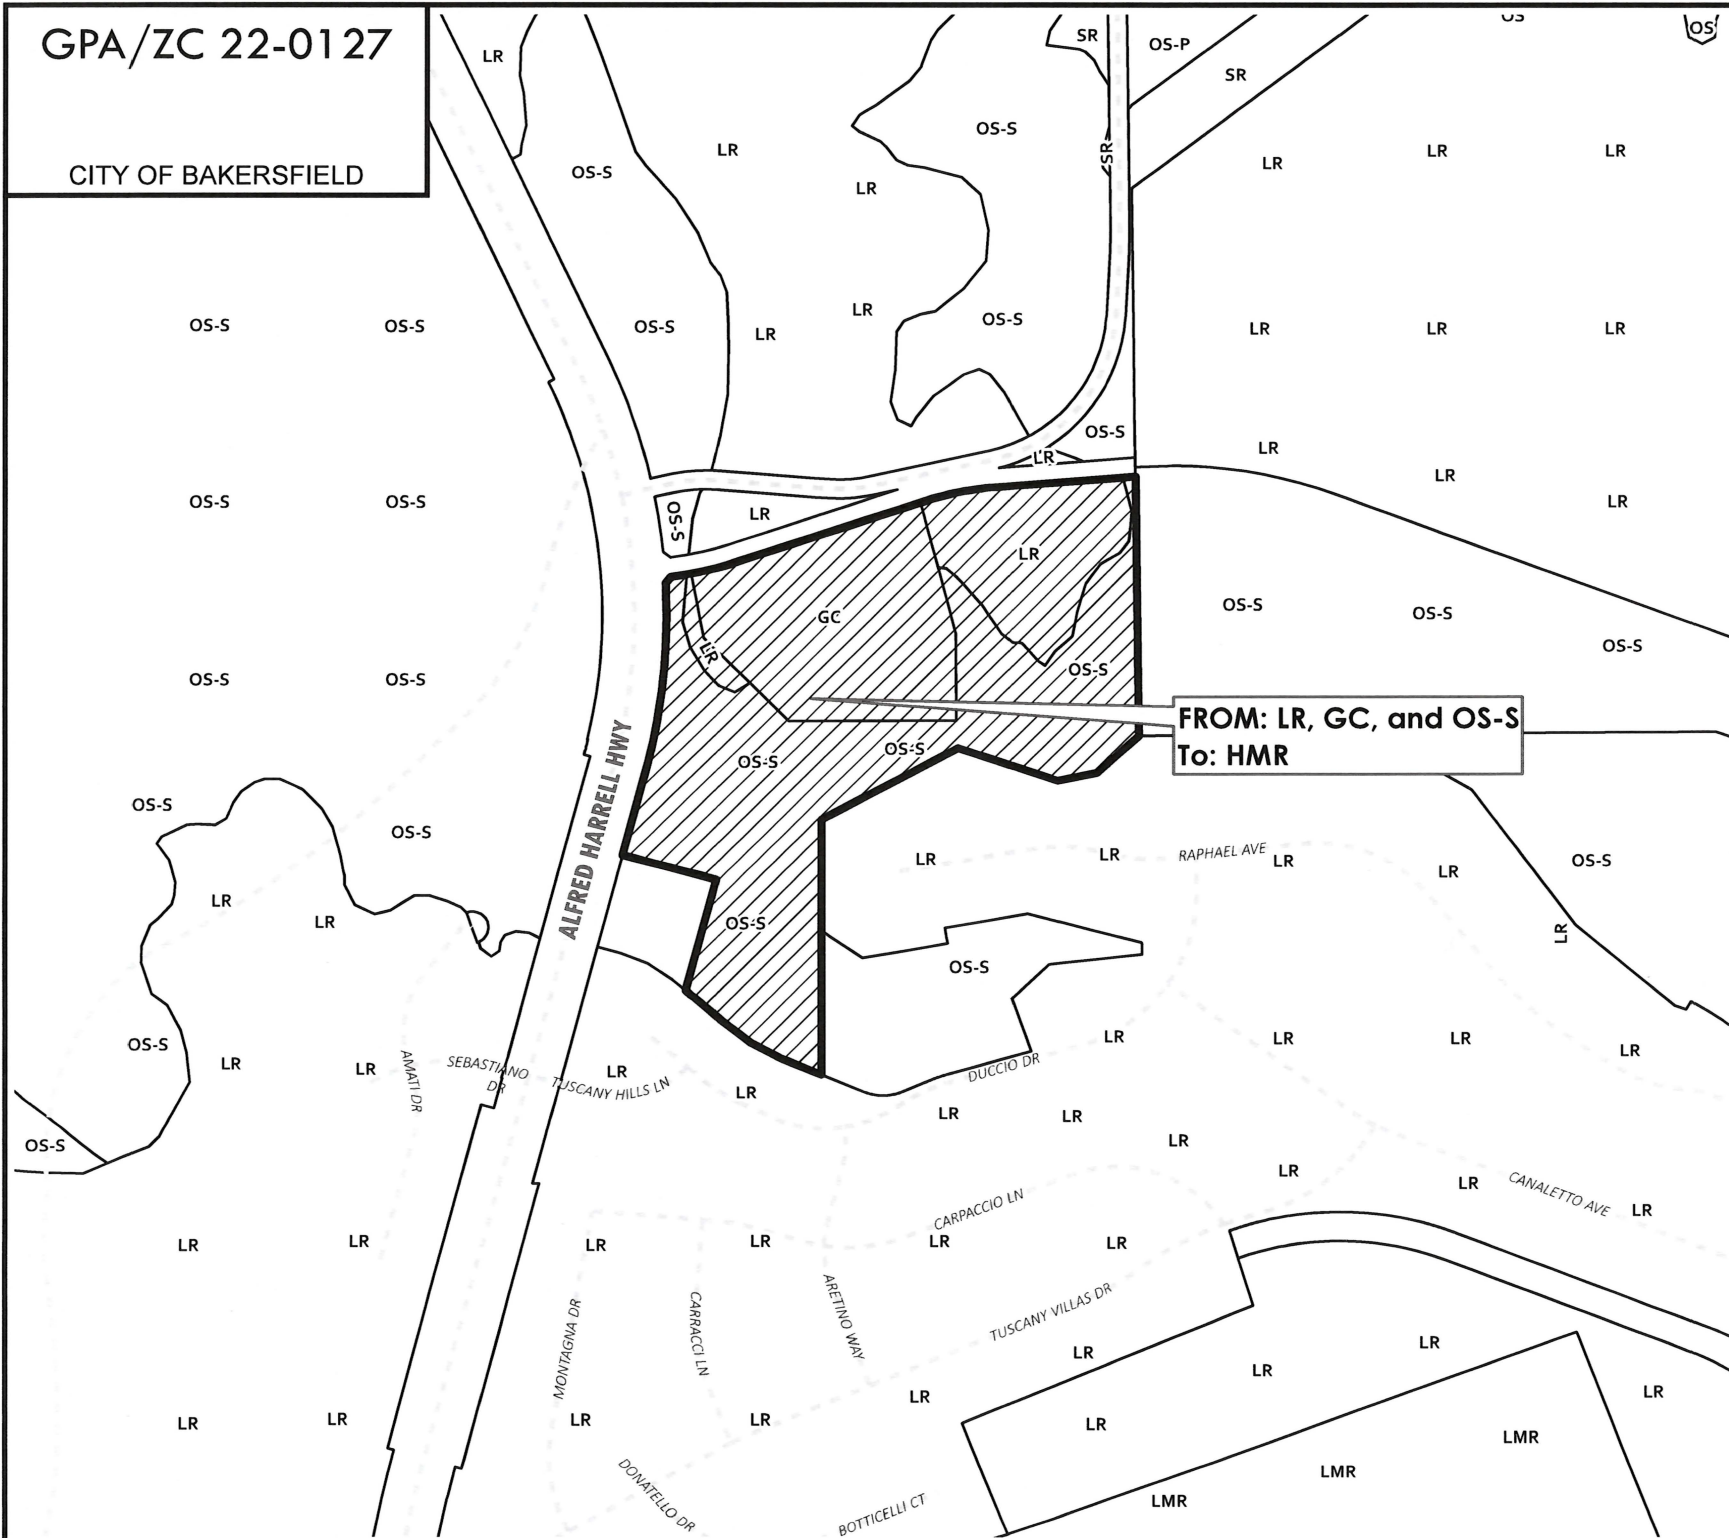 GPA/ZC 22-0127
CITY OF BAKERSFIELD
OS
OS
LR
SR
OS-P
SR
OS-S
LR
OS-S
SR
LR
LR
LR
OS-S
LR
LR
OS-S
OS-S
OS-S
LR
LR
OS-S
LR
LR
LR
OS-S
LR
LR
LR
LR
OS-S
OS-S
OS-S
LR
LR
GC
LR
OS-S
OS-S
OS-S
OS-S
OS-S
OS-S
OS-S
OS-S
FROM: LR, GC, and OS-S
To: HMR
ALFRED HARRELL HWY
OS-S
OS-S
LR
LR
RAPHAEL AVE
LR
LR
OS-S
LR
LR
OS-S
LR
OS-S
OS-S
LR
LR
AMATI DR
SEBASTIANO
DR
TUSCANY HILLS LN
LR
LR
DUCCIO DR
LR
LR
LR
LR
LR
LR
OS-S
LR
LR
LR
CANALETTO AVE
LR
CARPACCIO LN
LR
LR
LR
LR
LR
LR
MONTAGNA DR
CARRACCI LN
ARETINO WAY
TUSCANY VILLAS DR
LR
LR
LR
LR
LR
LR
LR
LR
LR
LR
LMR
LMR
LMR
DONATELLO DR
BOTTICELLI CT